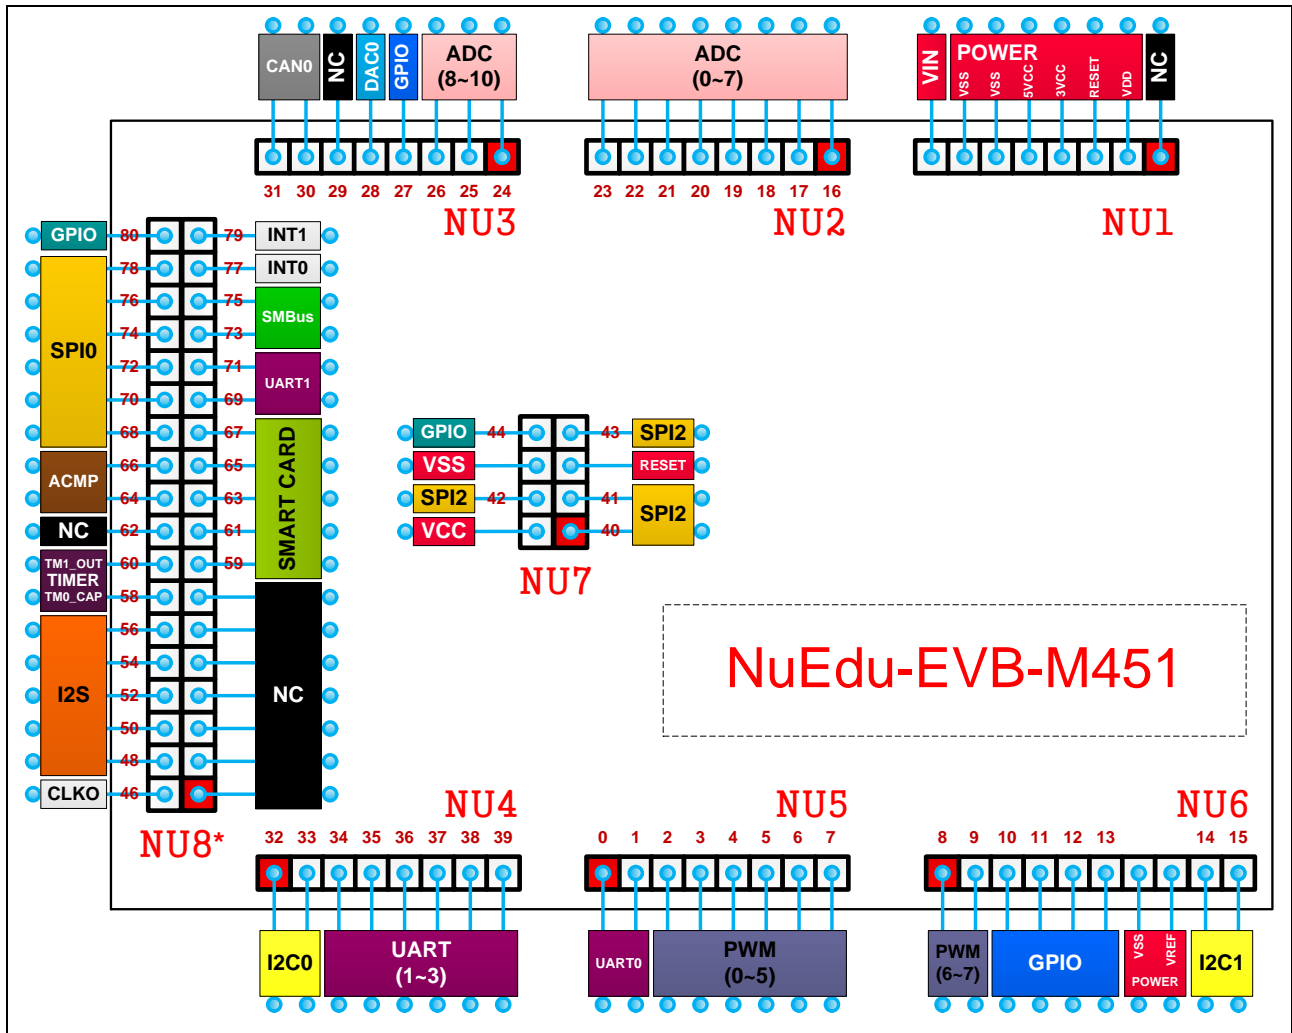 CAN0 NC DAC0 GPIO ADC
(8~10)
ADC
(0~7)
VIN POWER NC
VSS VSS 5VCC 3VCC RESET VDD
31 30 29 28 27 26 25 24
23 22 21 20 19 18 17 16
NU3 NU2 NU1
GPIO 80 79 INT1
78 77 INT0
76 75
SMBus
74 73
SPI0
72 71
UART1
70 69
68 67
66 65
ACMP
64 63
SMART CARD
NC 62 61
TM1_OUT 60 59
TIMER
TM0_CAP 58
56
54
I2S 52 NC
50
48
CLKO 46
NU8*
GPIO 44 43 SPI2
VSS RESET
SPI2 42 41
SPI2
VCC 40
NU7
NuEdu-EVB-M451
NU4 NU5 NU6
32 33 34 35 36 37 38 39
0 1 2 3 4 5 6 7
8 9 10 11 12 13 14 15
I2C0 UART
(1~3)
UART0 PWM
(0~5)
PWM
(6~7)
GPIO
VSS VREF
POWER
I2C1